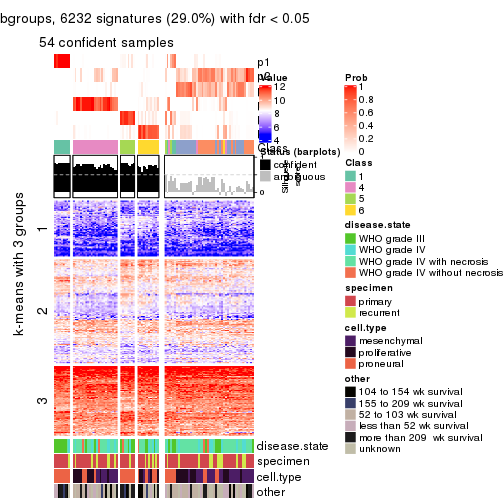 bgroups, 6232 signatures (29.0%) with fdr < 0.05
54 confident samples
p1
Value
12
10
8
6
4
Prob
1
0.8
0.6
0.4
0.2
0
Class
Status (barplots)
confident
ambiguous
0
Class
1
4
5
6
disease.state
WHO grade III
WHO grade IV
WHO grade IV with necrosis
WHO grade IV without necrosis
specimen
primary
recurrent
cell.type
mesenchymal
proliferative
proneural
other
104 to 154 wk survival
155 to 209 wk survival
52 to 103 wk survival
less than 52 wk survival
more than 209 wk survival
unknown
k-means with 3 groups
1
2
3
disease.state
specimen
cell.type
other